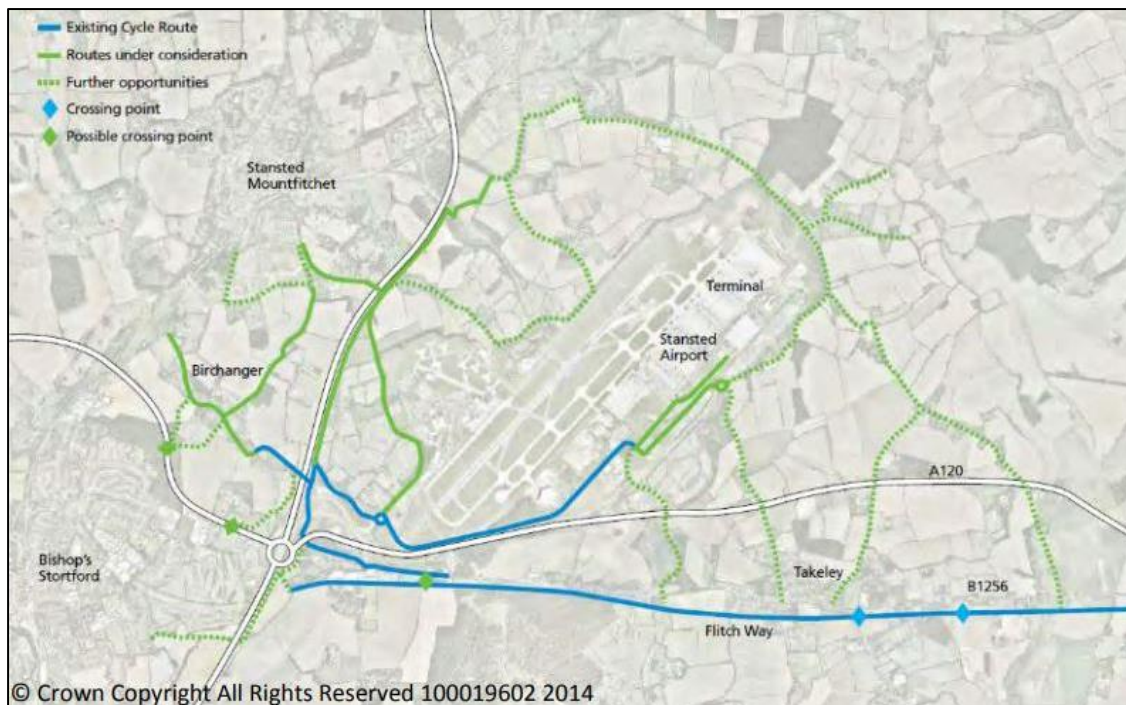 Existing Cycle Route
Routes under consideration
Further opportunities
Crossing point
Possible crossing point
Stansted
Mountfitchet
Terminal
Stansted
Airport
Birchanger
A120
Bishop's
Stortford
Takeley
B1256
Flitch Way
© Crown Copyright All Rights Reserved 100019602 2014